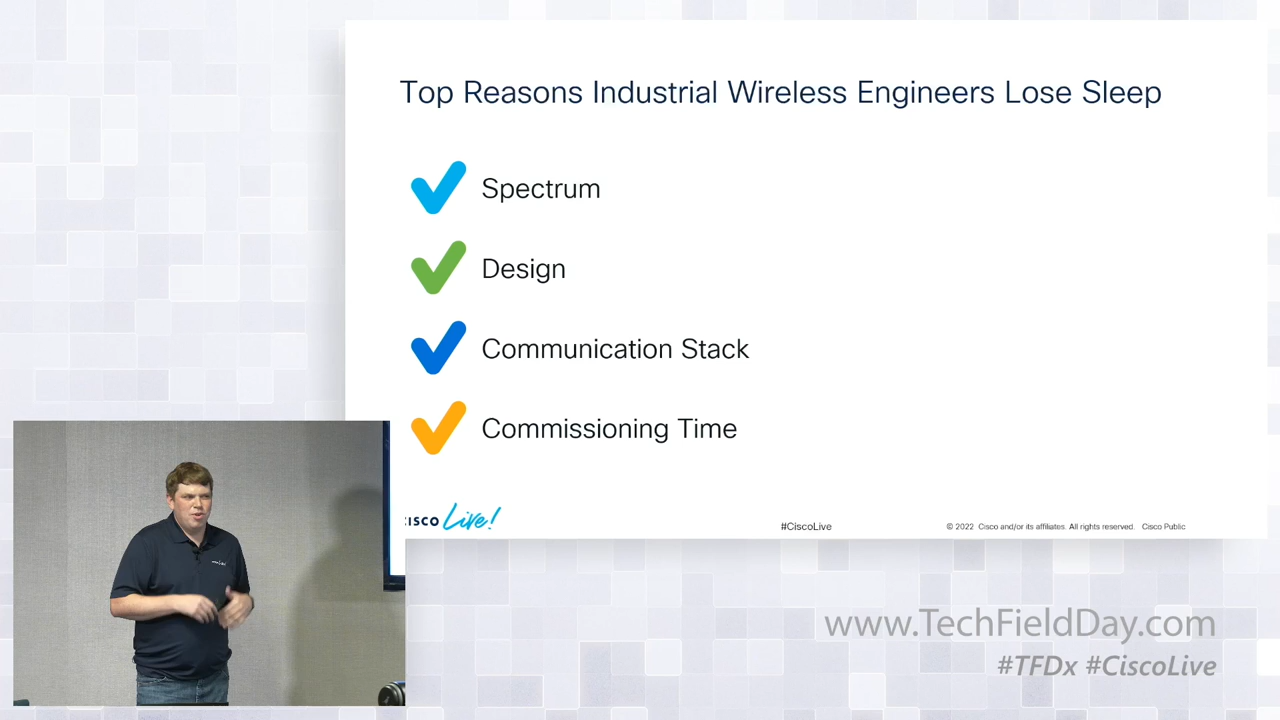 Top Reasons Industrial Wireless Engineers Lose Sleep
Spectrum
Design
Communication Stack
Commissioning Time
CISCO Live!
#CiscoLive
© 2022 Cisco and/or its affiliates. All rights reserved. Cisco Public
www.TechFieldDay.com
#TFDx #CiscoLive